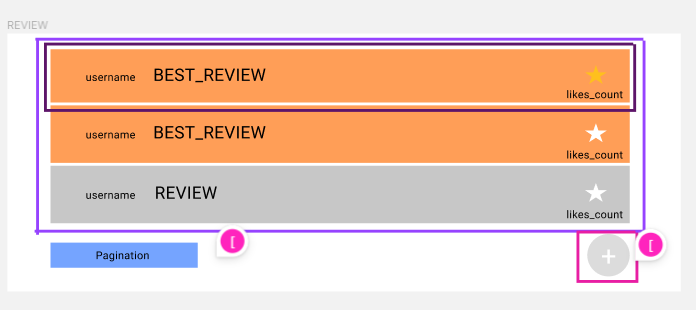 REVIEW
username BEST_REVIEW
likes_count
username BEST_REVIEW
likes_count
username REVIEW
likes_count
Pagination
[
[
+